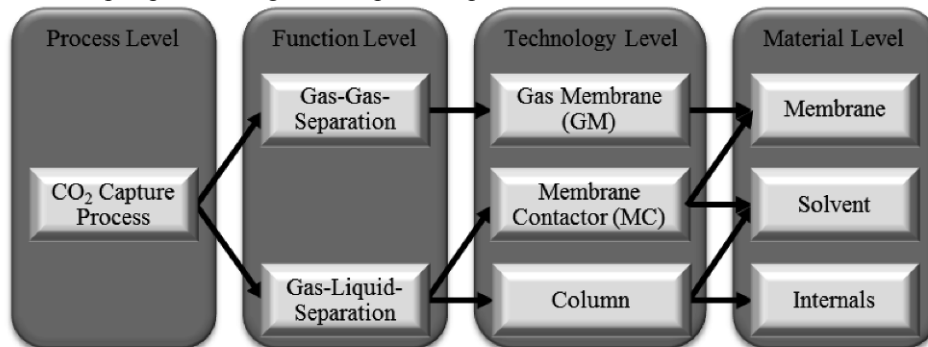 Process Level
Function Level
Technology Level
Material Level
Gas-Gas-
Separation
Gas Membrane
(GM)
Membrane
CO₂ Capture
Process
Membrane
Contactor (MC)
Solvent
Gas-Liquid-
Separation
Column
Internals